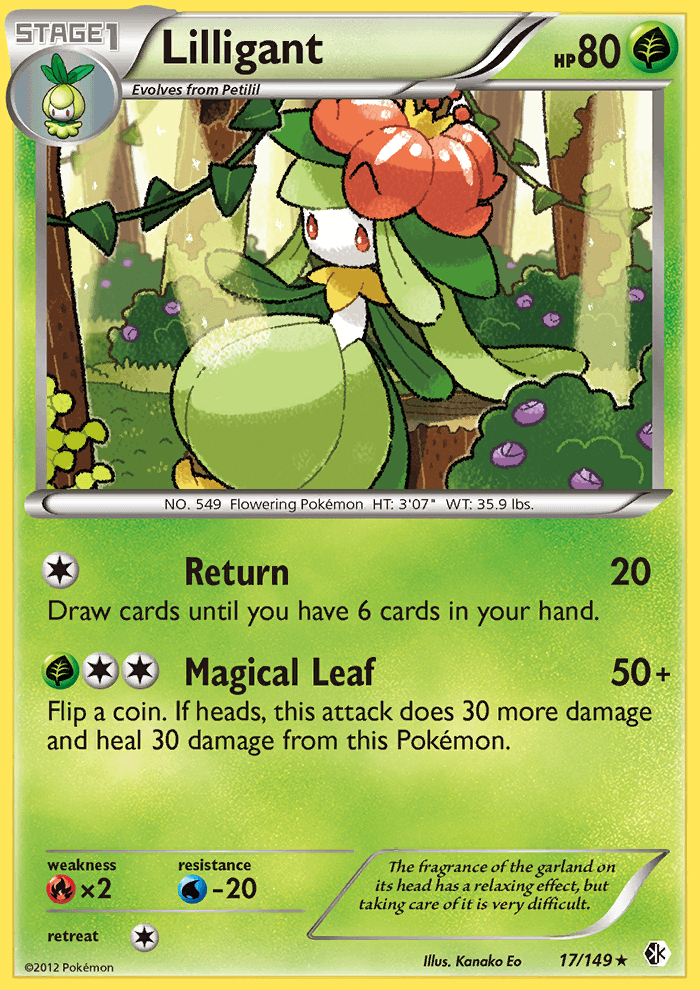 STAGE1
Lilligant
HP80
Evolves from Petilil
NO. 549 Flowering Pokémon HT: 3'07" WT: 35.9 lbs.
Return 20
Draw cards until you have 6 cards in your hand.
Magical Leaf 50+
Flip a coin. If heads, this attack does 30 more damage
and heal 30 damage from this Pokémon.
weakness resistance
×2 -20
retreat
The fragrance of the garland on
its head has a relaxing effect, but
taking care of it is very difficult.
©2012 Pokémon Illus. Kanako Eo 17/149★